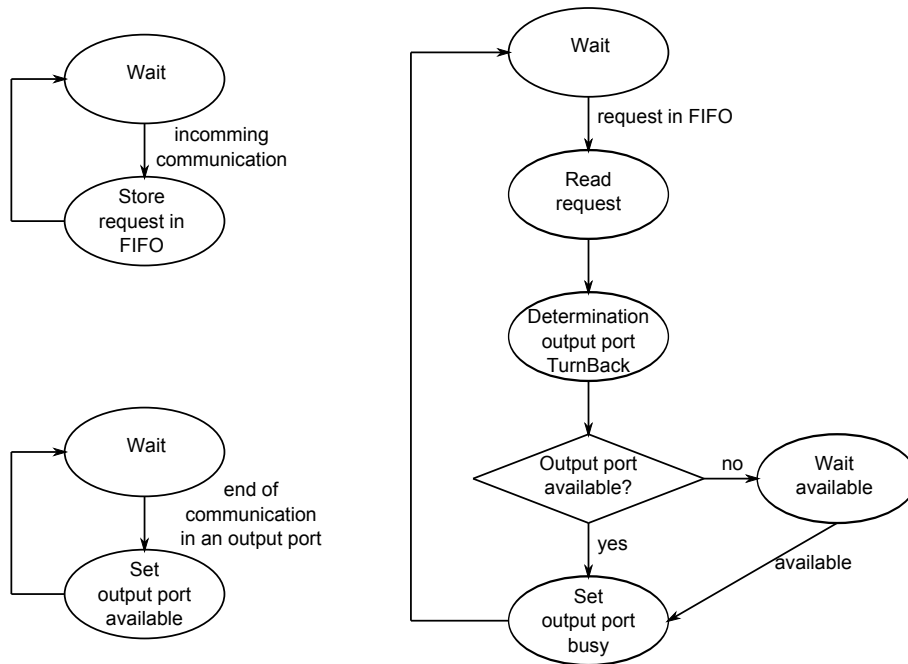 Wait
incomming
communication
Store
request in
FIFO
Wait
end of
communication
in an output port
Set
output port
available
Wait
request in FIFO
Read
request
Determination
output port
TurnBack
Output port
available?
no
Wait
available
yes
available
Set
output port
busy